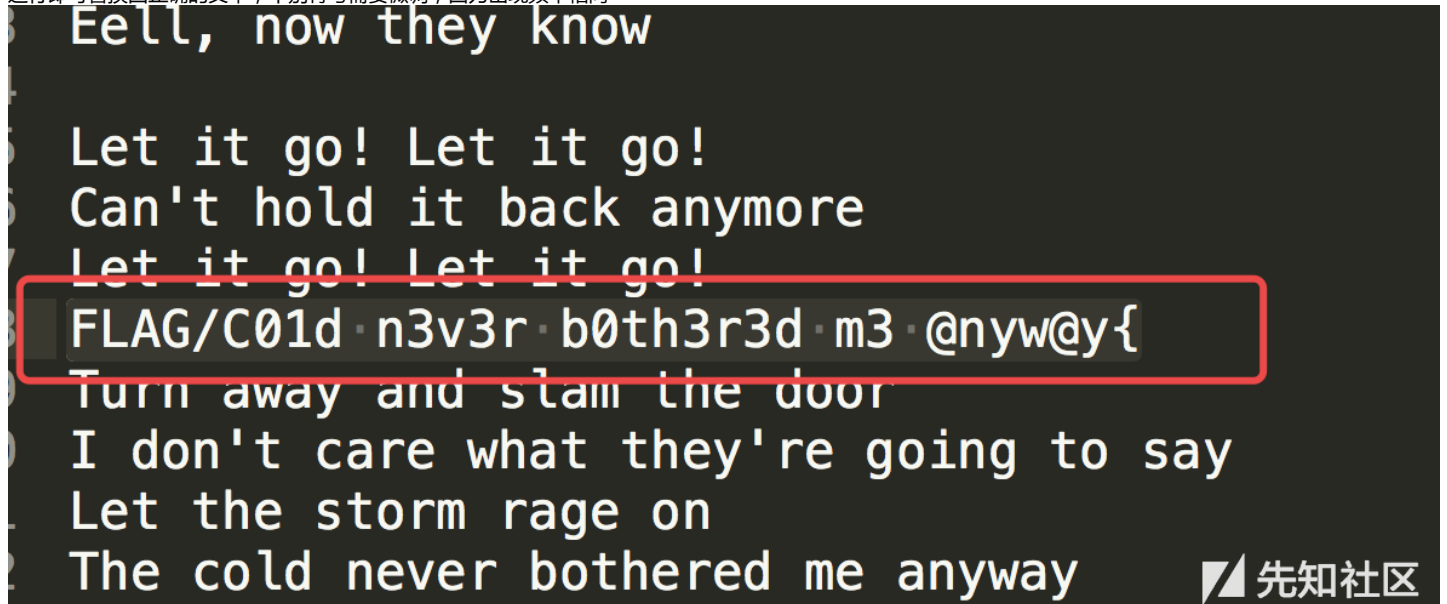 Eell, now they know
Let it go! Let it go!
Can't hold it back anymore
Let it go! Let it go!
FLAG/C01d·n3v3r·b0th3r3d·m3·@nyw@y{
Turn away and slam the door
I don't care what they're going to say
Let the storm rage on
The cold never bothered me anyway
先知社区